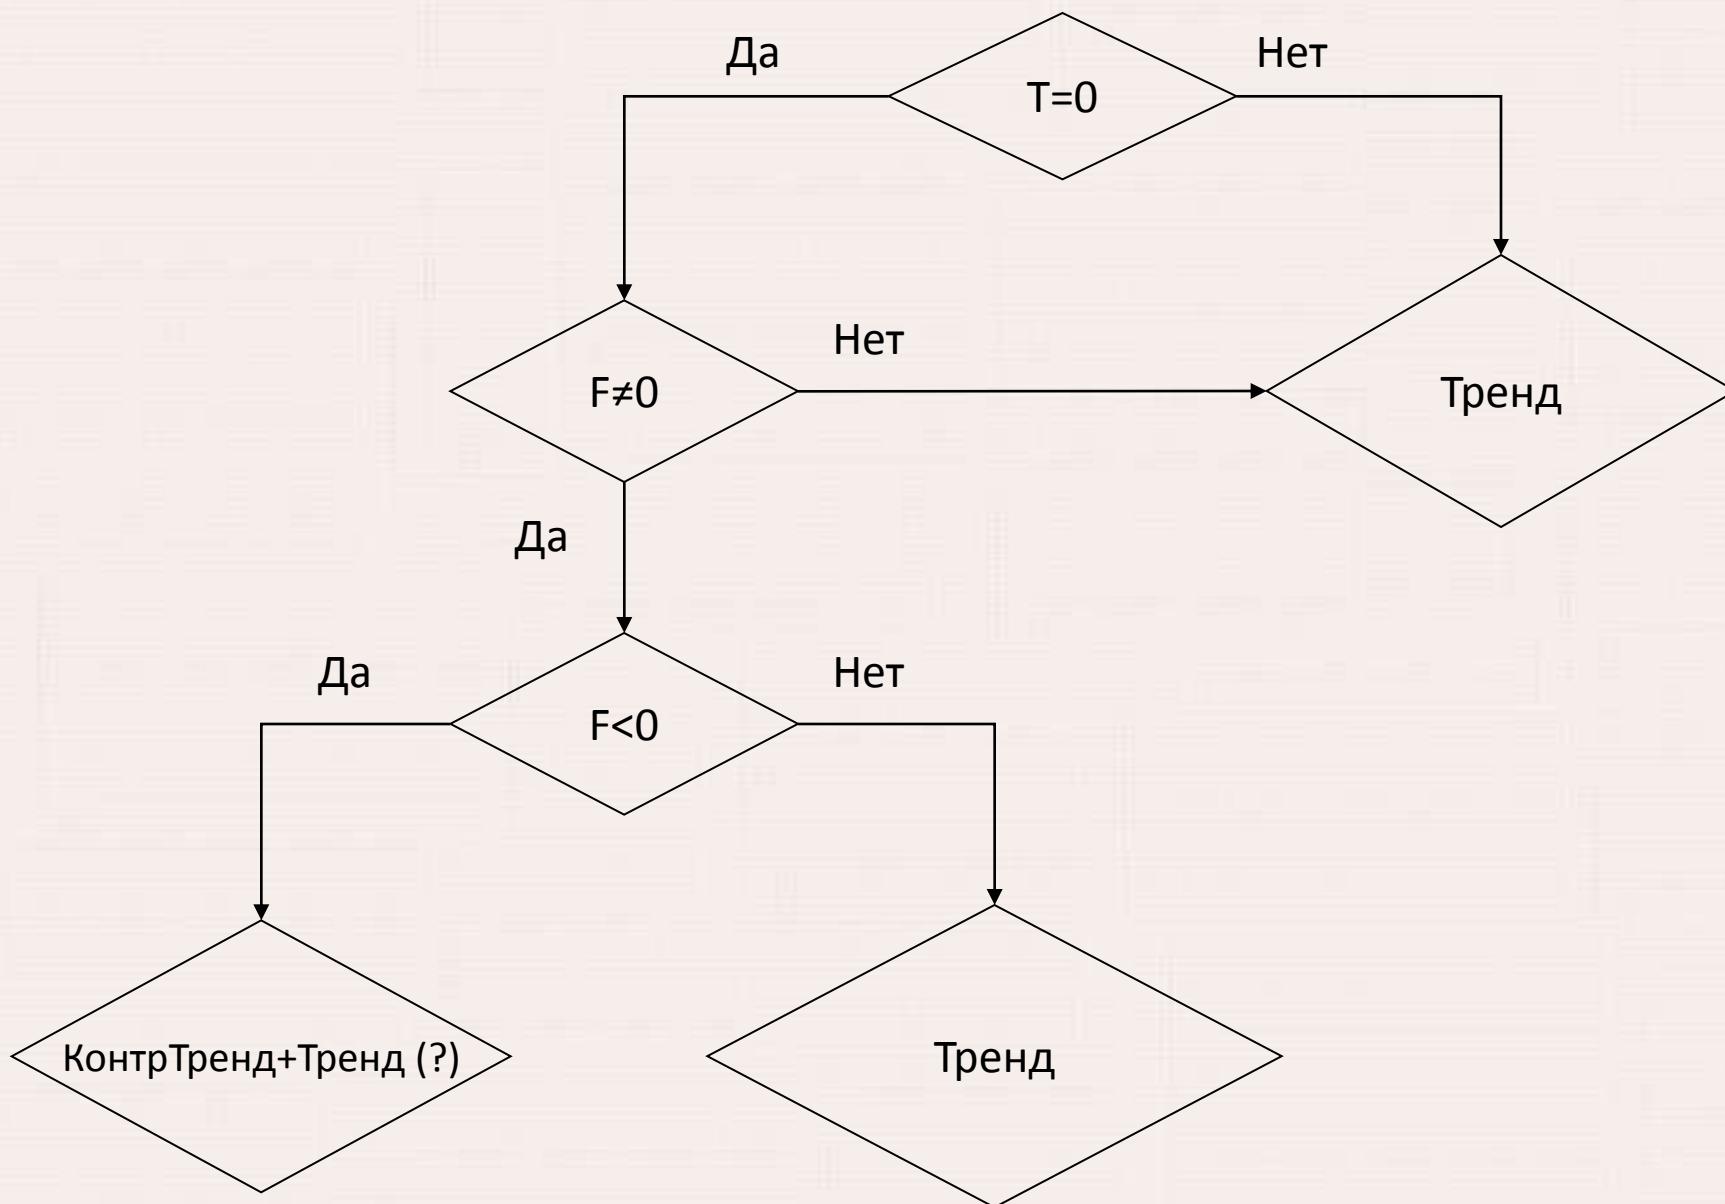 Да
T=0
Нет
F≠0
Нет
Тренд
Да
Да
F<0
Нет
КонтрТренд+Тренд (?)
Тренд